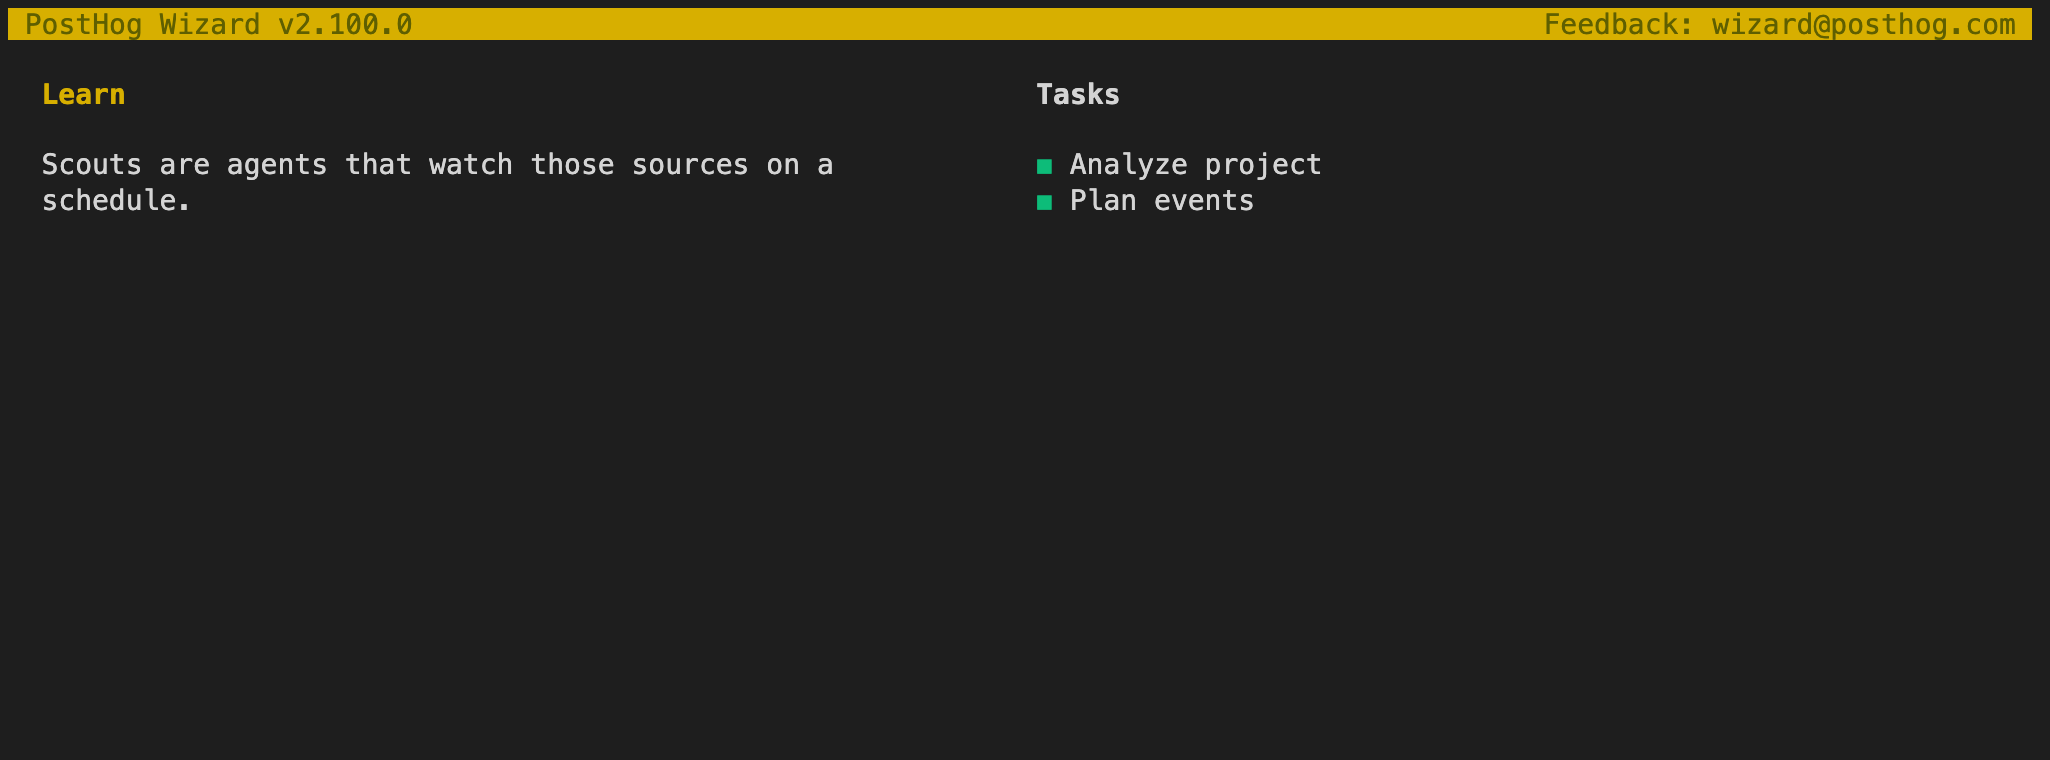 PostHog Wizard v2.100.0 Feedback: wizard@posthog.com
Learn
Scouts are agents that watch those sources on a
schedule.
Tasks
Analyze project
Plan events